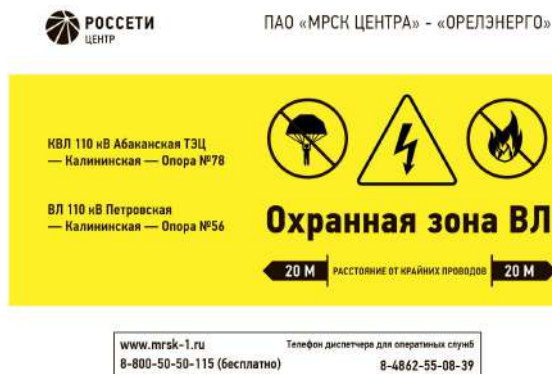 РОССЕТИ
ЦЕНТР
ПАО «МРСК ЦЕНТРА» - «ОРЕЛЭНЕРГО»
КВЛ 110 кВ Абаканская ТЭЦ
— Калининская — Опора №78
ВЛ 110 кВ Петровская
— Калининская — Опора №56
Охранная зона ВЛ
20 М РАССТОЯНИЕ ОТ КРАЙНИХ ПРОВОДОВ 20 М
www.mrsk-1.ru Телефон диспетчера для оперативных служб
8-800-50-50-115 (бесплатно) 8-4862-55-08-39